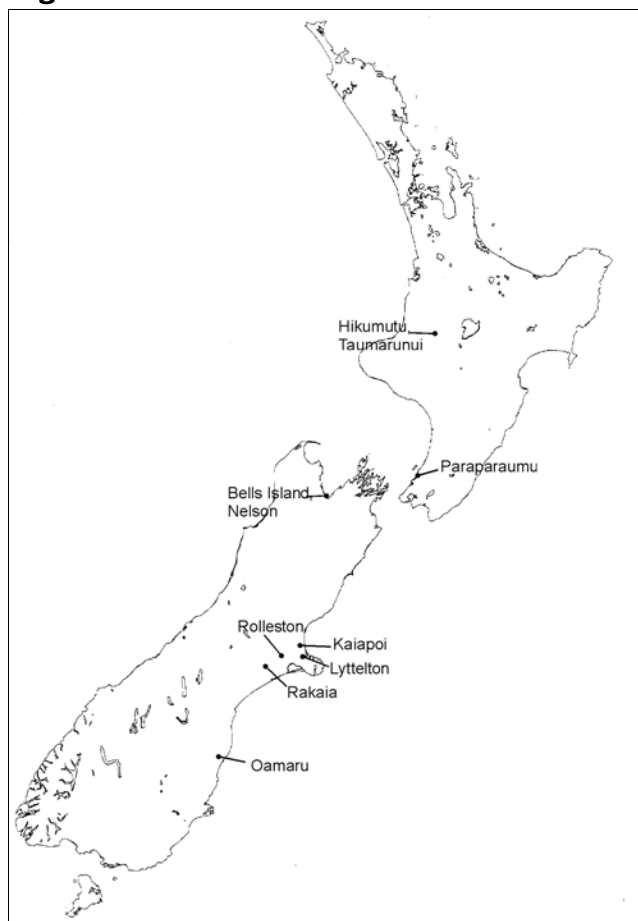 Hikumutu,
Taumarunui
Paraparaumu
Bells Island,
Nelson
Rolleston
Kaiapoi
Lyttelton
Rakaia
Oamaru